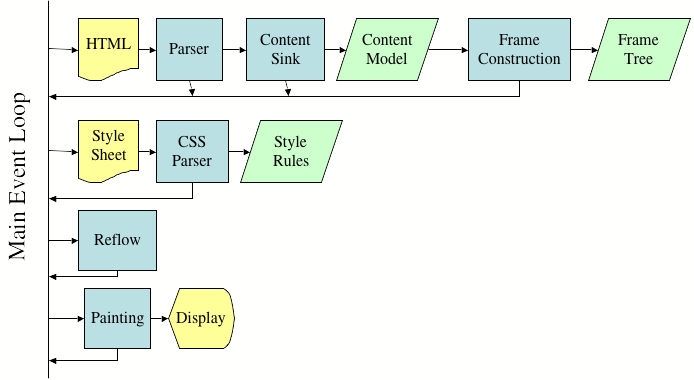 Main Event Loop
HTML
Parser
Content
Sink
Content
Model
Frame
Construction
Frame
Tree
Style
Sheet
CSS
Parser
Style
Rules
Reflow
Painting
Display